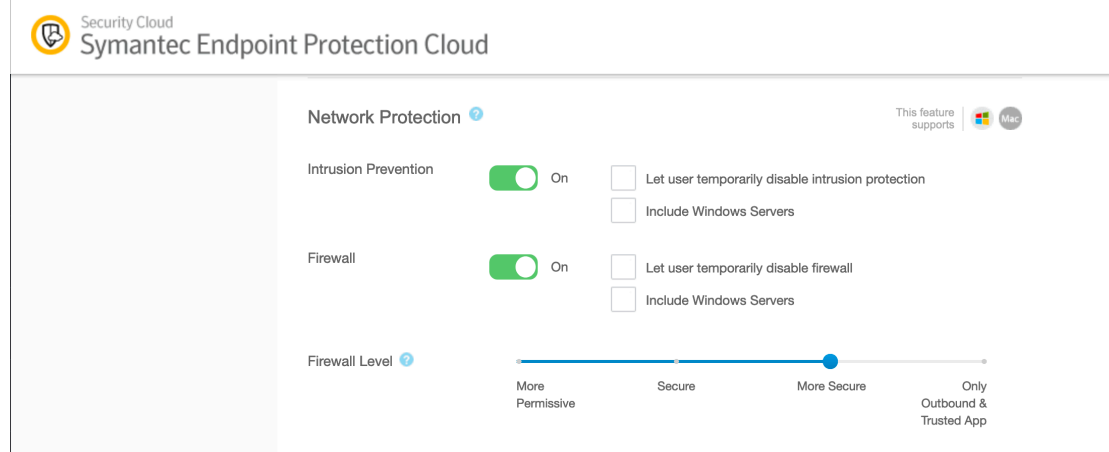 Security Cloud
Symantec Endpoint Protection Cloud
Network Protection ?
This feature
supports
Mac
Intrusion Prevention
On
Let user temporarily disable intrusion protection
Include Windows Servers
Firewall
On
Let user temporarily disable firewall
Include Windows Servers
Firewall Level ?
More
Permissive
Secure
More Secure
Only
Outbound &
Trusted App